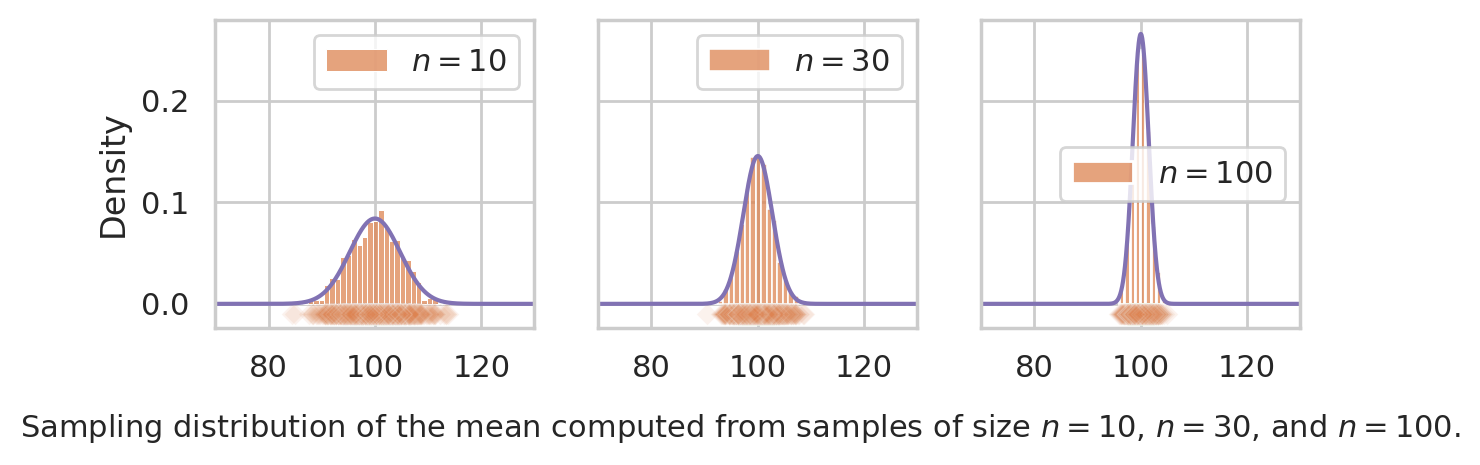 n = 10
n = 30
n = 100
Density
0.2
0.1
0.0
80 100 120
80 100 120
80 100 120
Sampling distribution of the mean computed from samples of size n = 10, n = 30, and n = 100.